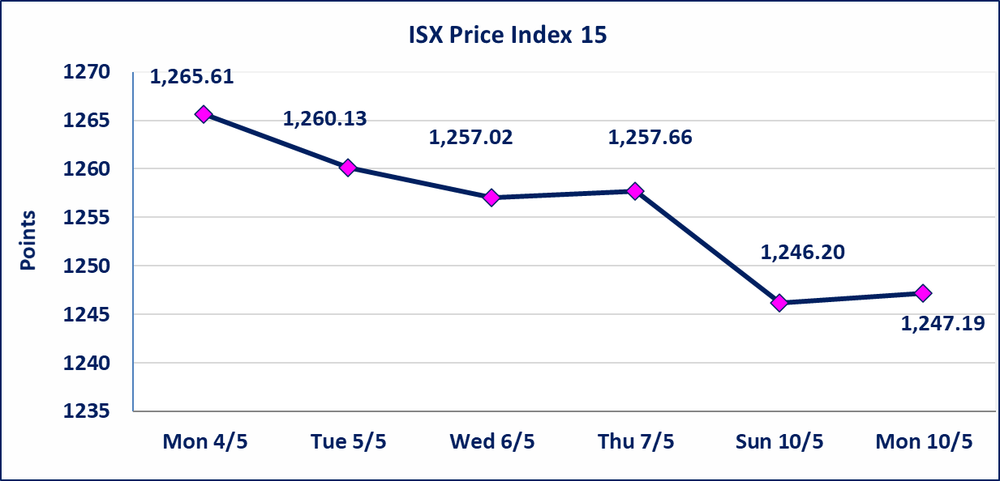 ISX Price Index 15
Points
1270
1265
1260
1255
1250
1245
1240
1235
1,265.61
1,260.13
1,257.02
1,257.66
1,246.20
1,247.19
Mon 4/5
Tue 5/5
Wed 6/5
Thu 7/5
Sun 10/5
Mon 10/5